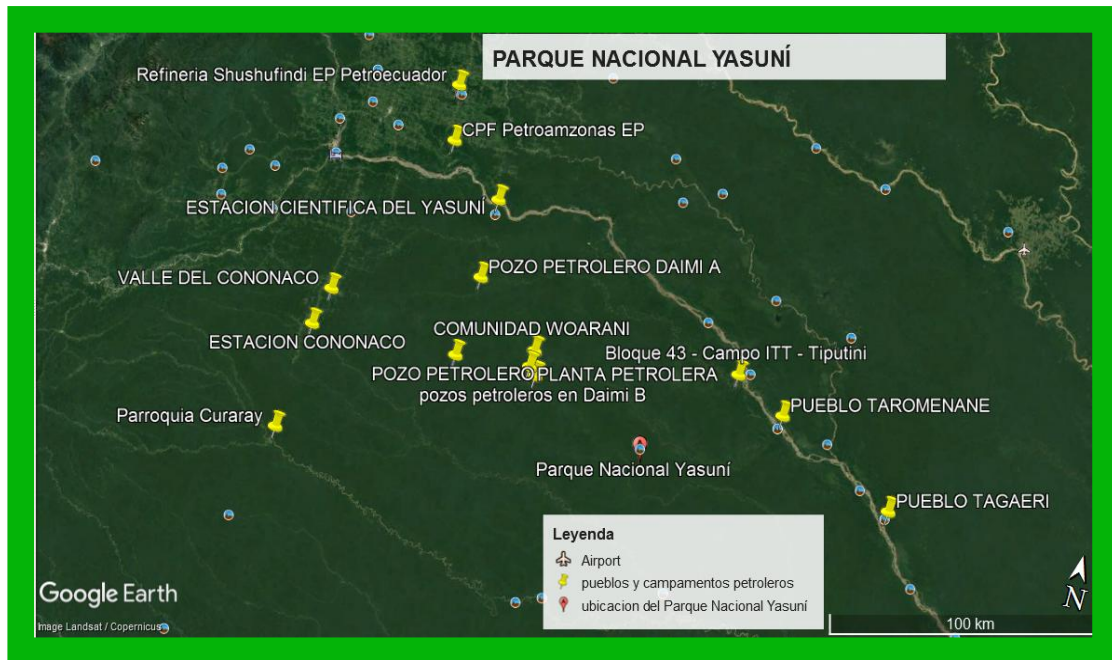 PARQUE NACIONAL YASUNÍ
Refineria Shushufindi EP Petroecuador
CPF Petroamzonas EP
ESTACION CIENTIFICA DEL YASUNÍ
POZO PETROLERO DAIMI A
VALLE DEL CONONACO
COMUNIDAD WOARANI
ESTACION CONONACO
Bloque 43 - Campo ITT - Tiputini
POZO PETROLERO
PLANTA PETROLERA
pozos petroleros en Daimi B
Parroquia Curaray
PUEBLO TAROMENANE
Parque Nacional Yasuní
PUEBLO TAGAERI
Leyenda
Airport
pueblos y campamentos petroleros
ubicacion del Parque Nacional Yasuní
Google Earth
Image Landsat / Copernicus
N
100 km